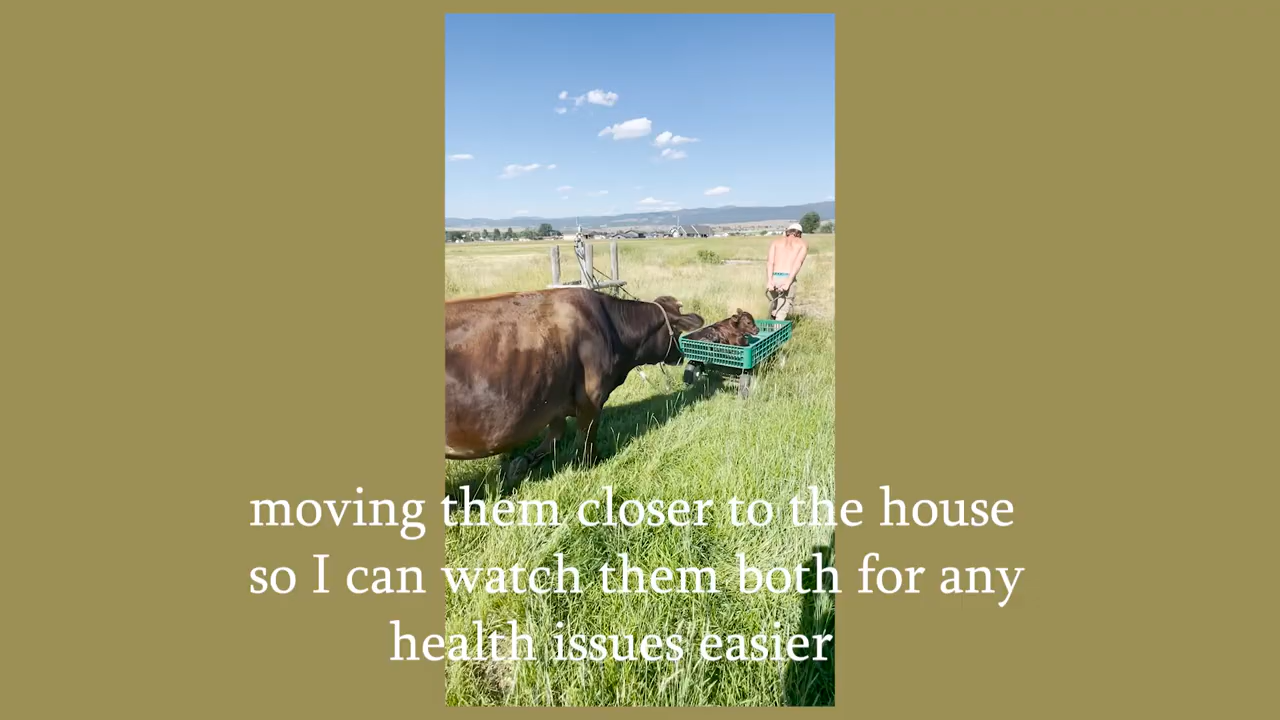 moving them closer to the house
so I can watch them both for any
health issues easier